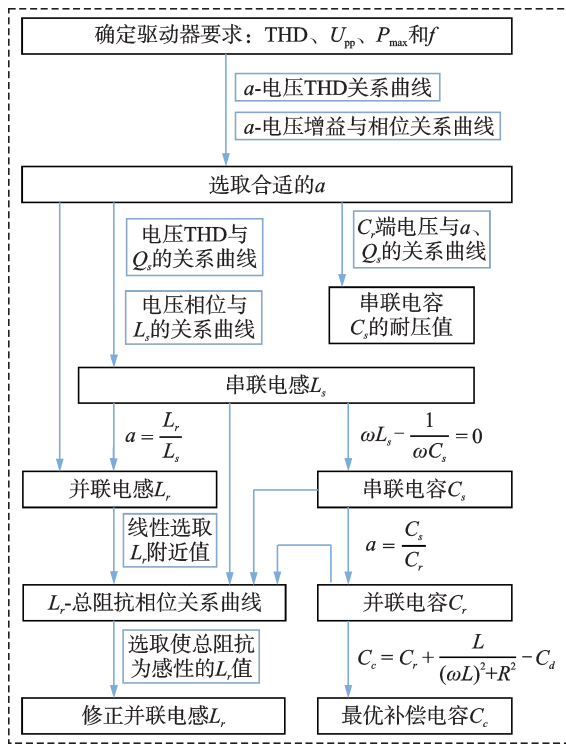 确定驱动器要求：THD、Upp、Pmax和f
a-电压THD关系曲线
a-电压增益与相位关系曲线
选取合适的a
电压THD与
Qs的关系曲线
电压相位与
Ls的关系曲线
Cr端电压与a、
Qs的关系曲线
串联电容
Cs的耐压值
串联电感Ls
a = Lr/Ls
ωLs − 1/(ωCs) = 0
并联电感Lr
串联电容Cs
线性选取
Lr附近值
a = Cs/Cr
Lr-总阻抗相位关系曲线
并联电容Cr
选取使总阻抗
为感性的Lr值
Cc = Cr + L/((ωL)²+R²) − Cd
修正并联电感Lr
最优补偿电容Cc